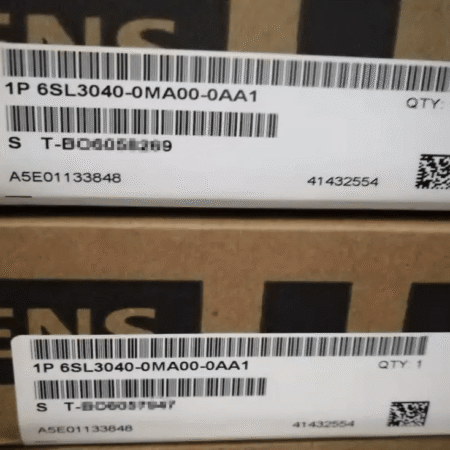 ENS
1P 6SL3040-0MA00-0AA1
QTY:
S T-
A5E01133848 41432554
ENS
1P 6SL3040-0MA00-0AA1
QTY: 1
S T-
A5E01133848 41432554